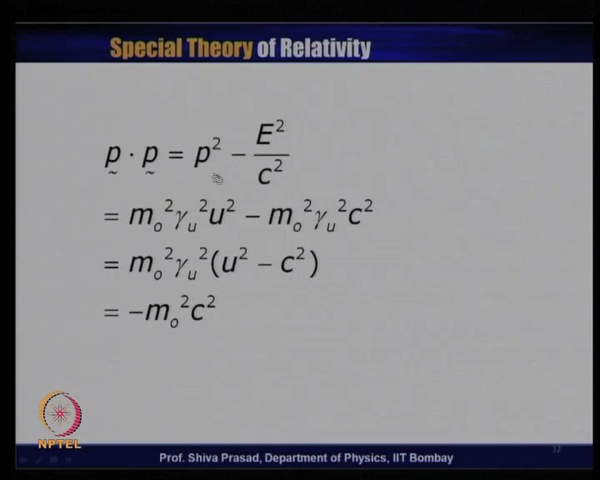 Special Theory of Relativity
p̰ · p̰ = p² − E²/c²
= mₒ²γᵤ²u² − mₒ²γᵤ²c²
= mₒ²γᵤ²(u² − c²)
= −mₒ²c²
NPTEL
12
Prof. Shiva Prasad, Department of Physics, IIT Bombay